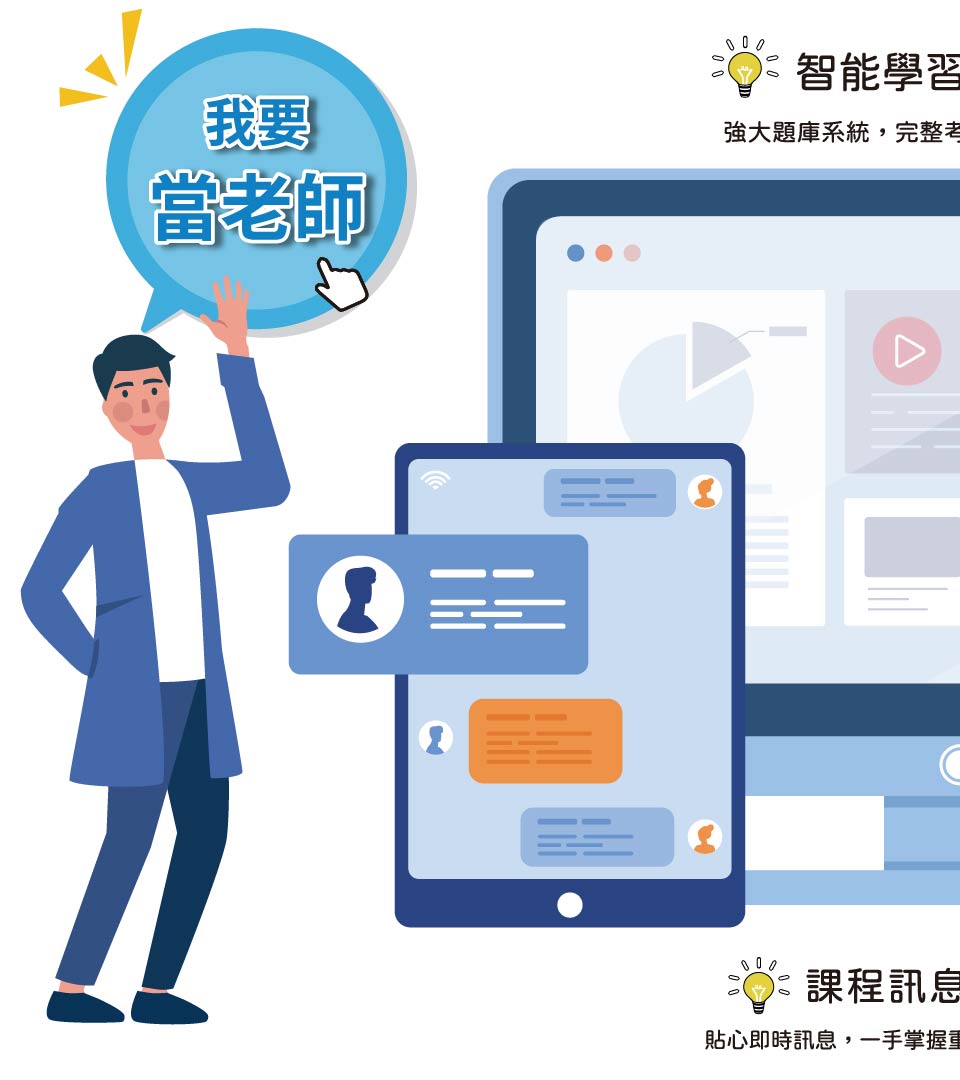 我要
當老師
智能學習
強大題庫系統，完整考
課程訊息
貼心即時訊息，一手掌握重